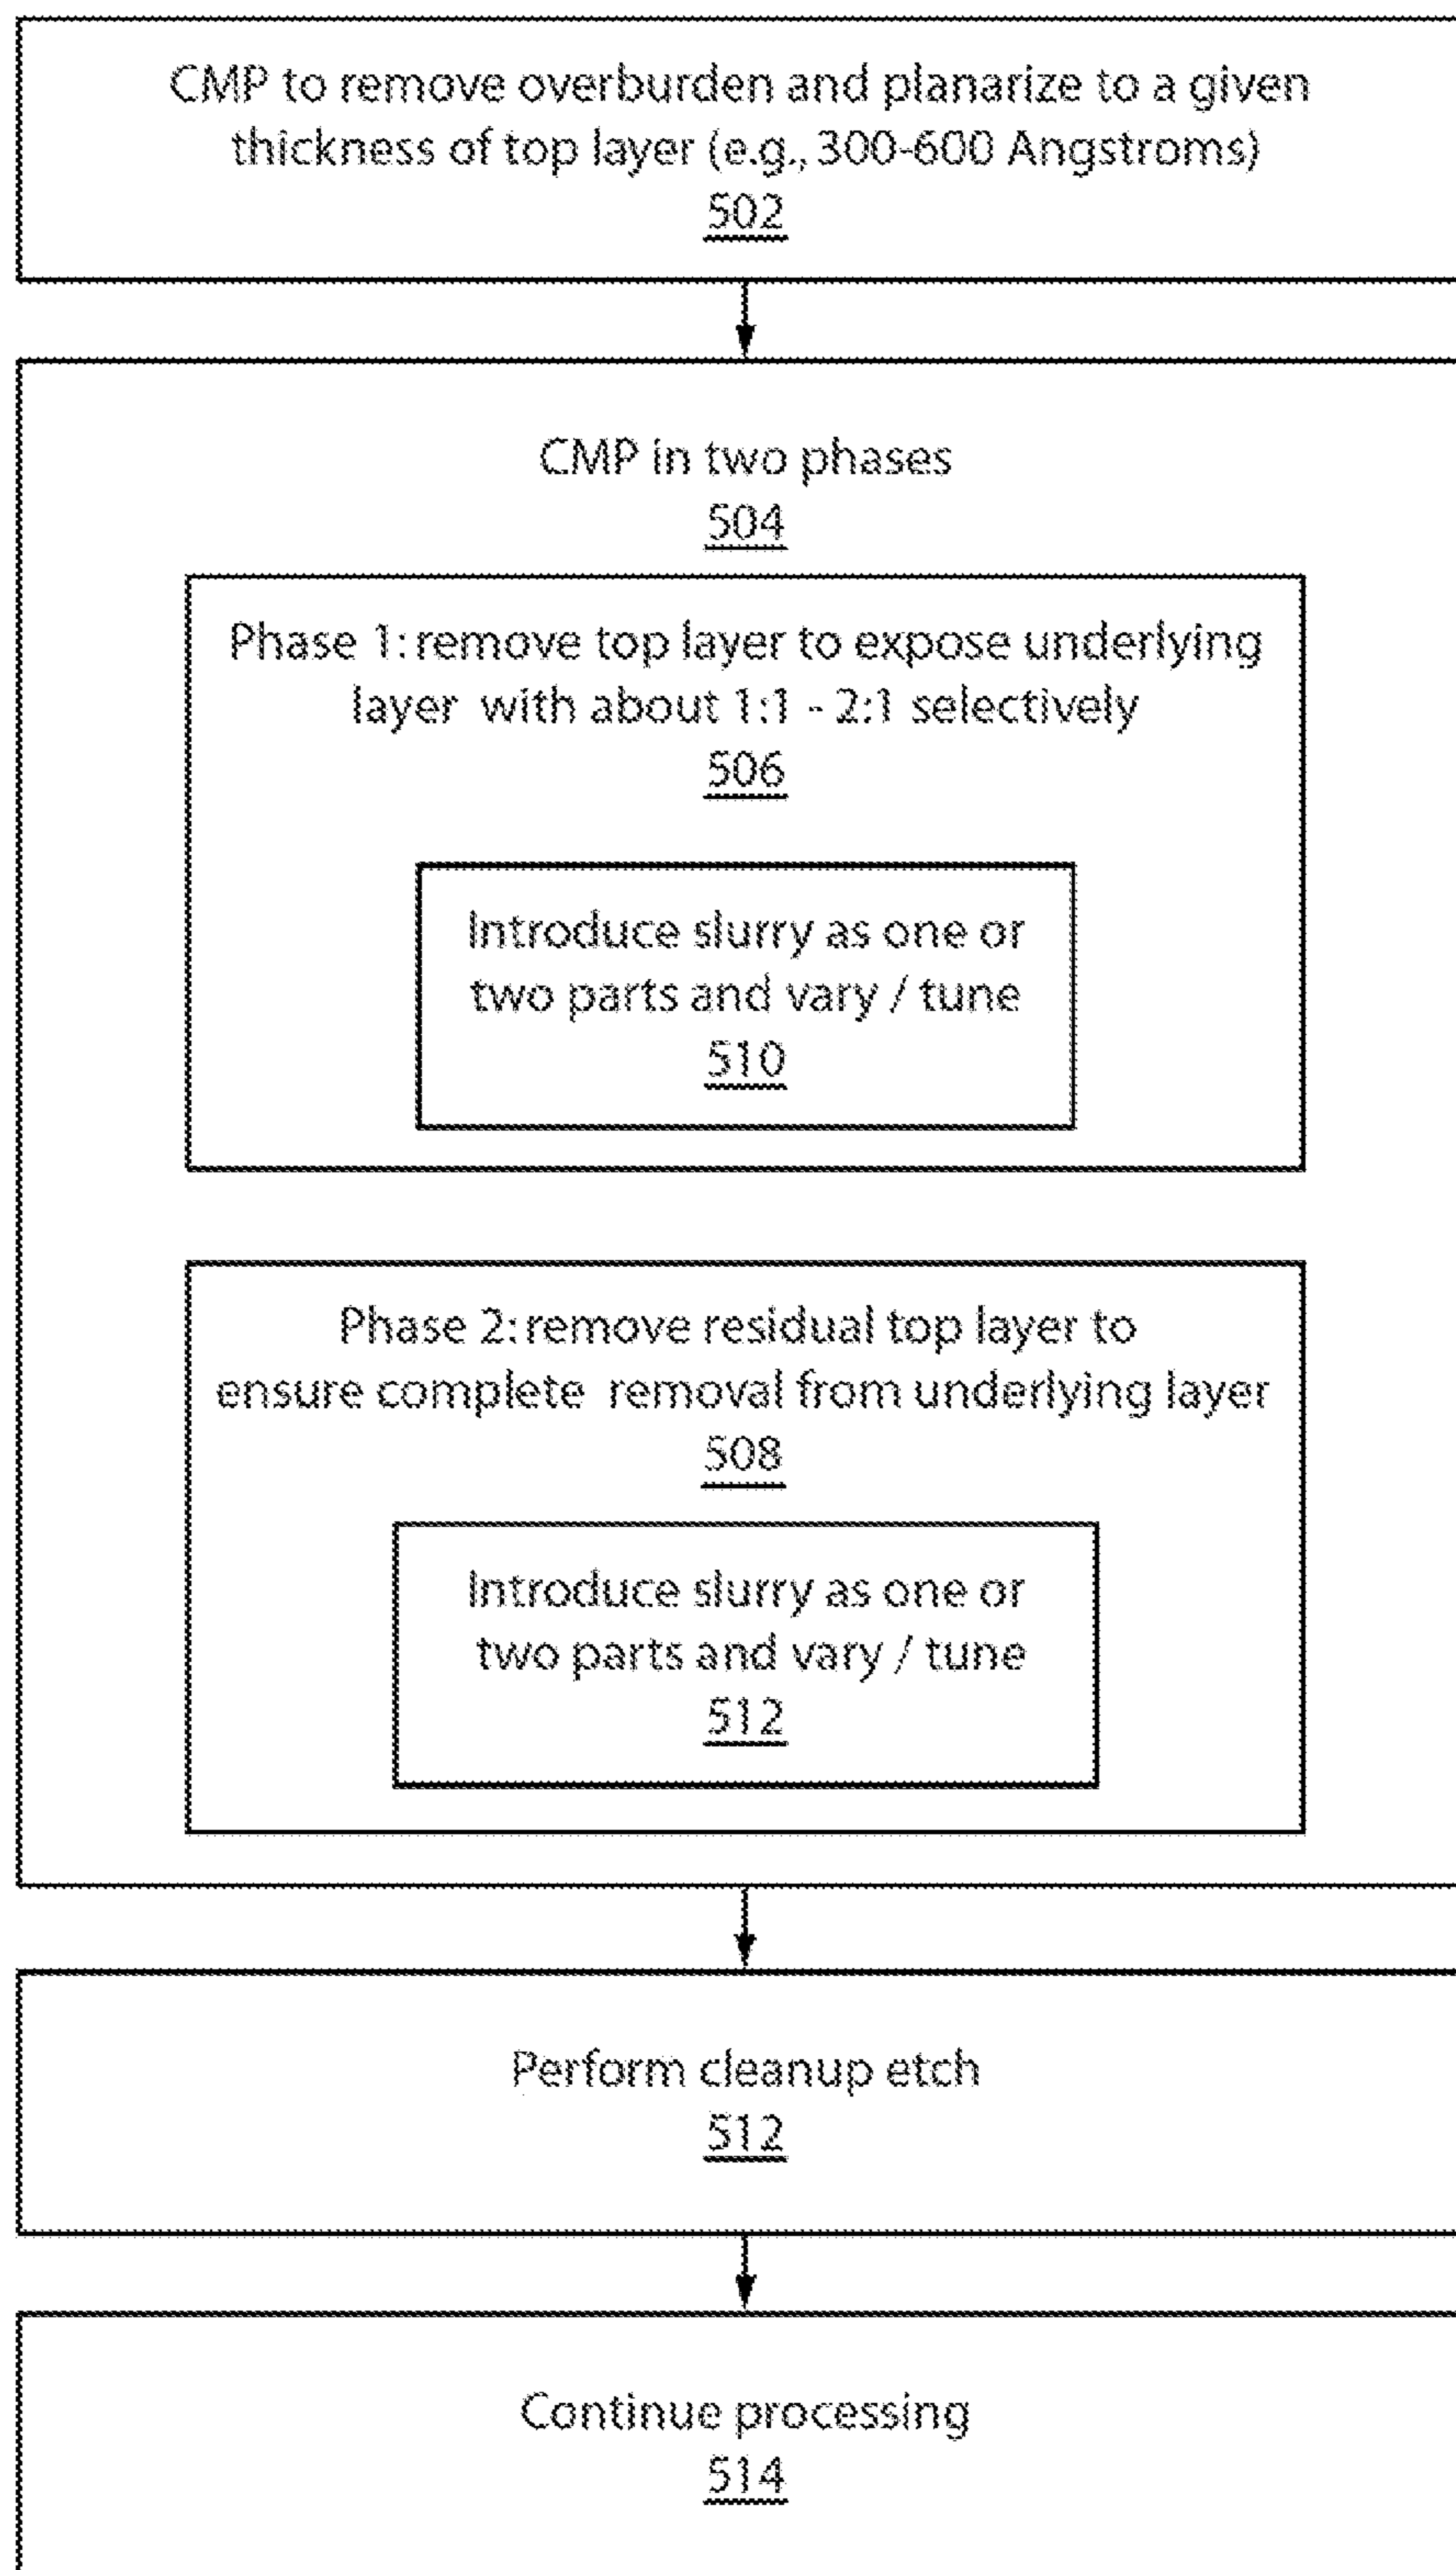 CMP to remove overburden and planarize to a given
thickness of top layer (e.g., 300-600 Angstroms)
502
CMP in two phases
504
Phase 1: remove top layer to expose underlying
layer with about 1:1 - 2:1 selectively
506
Introduce slurry as one or
two parts and vary / tune
510
Phase 2: remove residual top layer to
ensure complete removal from underlying layer
508
Introduce slurry as one or
two parts and vary / tune
512
Perform cleanup etch
512
Continue processing
514